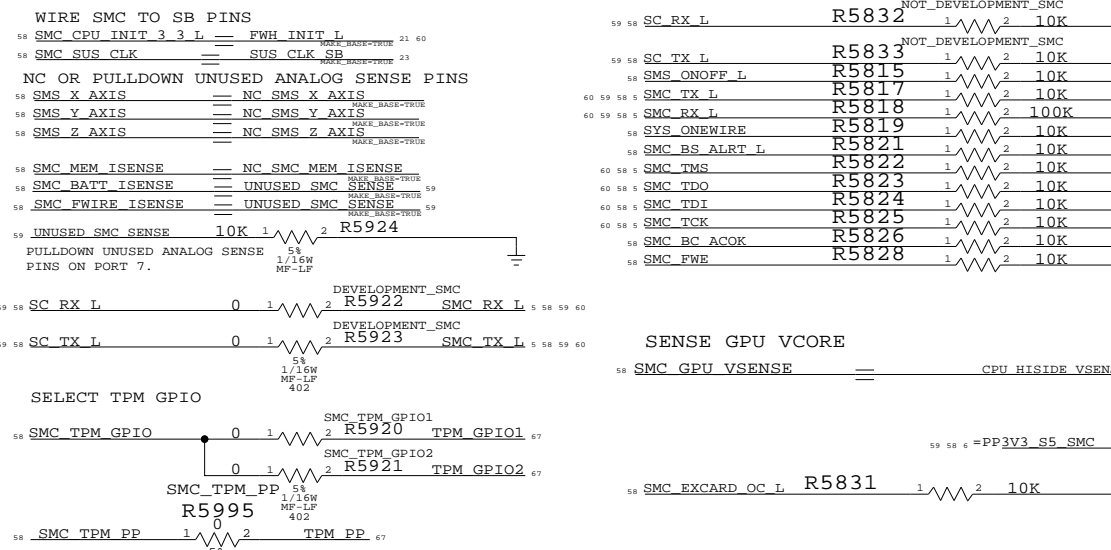 WIRE SMC TO SB PINS
58 SMC_CPU_INIT_3_3_L FWH_INIT_L 21 60
MAKE_BASE=TRUE
58 SMC_SUS_CLK SUS_CLK_SB 23
MAKE_BASE=TRUE
NC OR PULLDOWN UNUSED ANALOG SENSE PINS
58 SMS_X_AXIS NC_SMS_X_AXIS
MAKE_BASE=TRUE
58 SMS_Y_AXIS NC_SMS_Y_AXIS
MAKE_BASE=TRUE
58 SMS_Z_AXIS NC_SMS_Z_AXIS
MAKE_BASE=TRUE
58 SMC_MEM_ISENSE NC_SMC_MEM_ISENSE
MAKE_BASE=TRUE
58 SMC_BATT_ISENSE UNUSED_SMC_SENSE 59
MAKE_BASE=TRUE
58 SMC_FWIRE_ISENSE UNUSED_SMC_SENSE 59
MAKE_BASE=TRUE
59 UNUSED_SMC_SENSE 10K 1 2 R5924
PULLDOWN UNUSED ANALOG SENSE
PINS ON PORT 7.
5%
1/16W
MF-LF
DEVELOPMENT_SMC
59 58 SC_RX_L 0 1 2 R5922 SMC_RX_L 5 58 59 60
DEVELOPMENT_SMC
59 58 SC_TX_L 0 1 2 R5923 SMC_TX_L 5 58 59 60
5%
1/16W
MF-LF
402
SELECT TPM GPIO
SMC_TPM_GPIO1
58 SMC_TPM_GPIO 0 1 2 R5920 TPM_GPIO1 67
SMC_TPM_GPIO2
0 1 2 R5921 TPM_GPIO2 67
5%
1/16W
MF-LF
402
SMC_TPM_PP
R5995
0
58 SMC_TPM_PP 1 2 TPM_PP 67
5%
NOT_DEVELOPMENT_SMC
59 58 SC_RX_L R5832 1 2 10K
NOT_DEVELOPMENT_SMC
59 58 SC_TX_L R5833 1 2 10K
58 SMS_ONOFF_L R5815 1 2 10K
60 59 58 5 SMC_TX_L R5817 1 2 10K
60 59 58 5 SMC_RX_L R5818 1 2 100K
58 SYS_ONEWIRE R5819 1 2 10K
58 SMC_BS_ALRT_L R5821 1 2 10K
60 58 5 SMC_TMS R5822 1 2 10K
60 58 5 SMC_TDO R5823 1 2 10K
60 58 5 SMC_TDI R5824 1 2 10K
60 58 5 SMC_TCK R5825 1 2 10K
58 SMC_BC_ACOK R5826 1 2 10K
58 SMC_FWE R5828 1 2 10K
SENSE GPU VCORE
58 SMC_GPU_VSENSE CPU_HISIDE_VSEN
59 58 6 =PP3V3_S5_SMC
58 SMC_EXCARD_OC_L R5831 1 2 10K